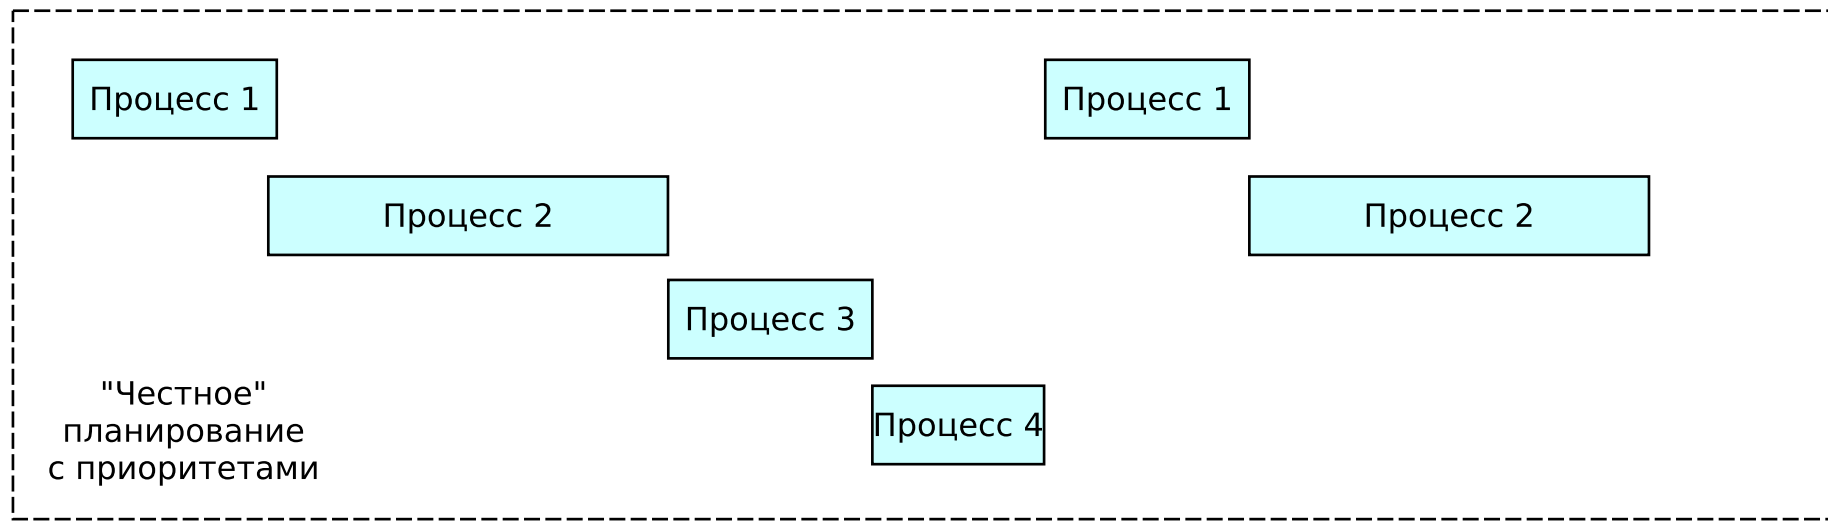 Процесс 1
Процесс 1
Процесс 2
Процесс 2
Процесс 3
Процесс 4
"Честное"
планирование
с приоритетами